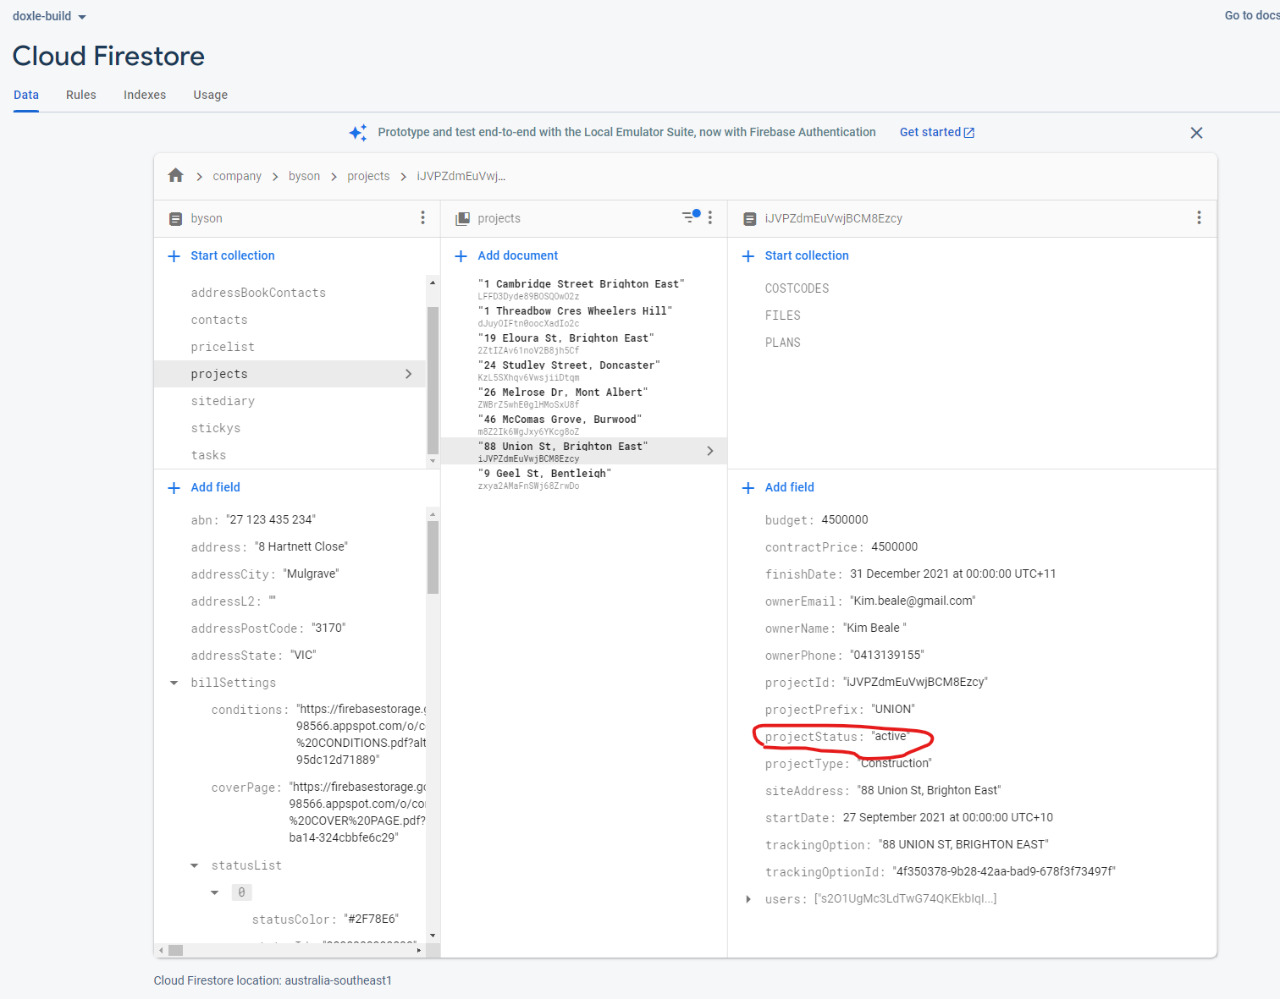 doxle-build
Go to docs
Cloud Firestore
Data Rules Indexes Usage
Prototype and test end-to-end with the Local Emulator Suite, now with Firebase Authentication Get started
company byson projects iJVPZdmEuVwj...
byson
Start collection
addressBookContacts
contacts
pricelist
projects
sitediary
stickys
tasks
Add field
abn: "27 123 435 234"
address: "8 Hartnett Close"
addressCity: "Mulgrave"
addressL2: ""
addressPostCode: "3170"
addressState: "VIC"
billSettings
conditions: "https://firebasestorage.g
98566.appspot.com/o/co
%20CONDITIONS.pdf?alt
95dc12d71889"
coverPage: "https://firebasestorage.go
98566.appspot.com/o/co
%20COVER%20PAGE.pdf?
ba14-324cbbfe6c29"
statusList
0
statusColor: "#2F78E6"
projects
Add document
"1 Cambridge Street Brighton East"
LFFD3Dyde89BOSQOwO2z
"1 Threadbow Cres Wheelers Hill"
dJuyOIFtn0oocXadIo2c
"19 Eloura St, Brighton East"
2ZtIZAv61noV2B8jh5Cf
"24 Studley Street, Doncaster"
KzL5SXhqv6VwsjiiDtqm
"26 Melrose Dr, Mont Albert"
ZWBrZ5whE0glHMoSxU8f
"46 McComas Grove, Burwood"
m8Z2Ik6WgJxy6YKcg8oZ
"88 Union St, Brighton East"
iJVPZdmEuVwjBCM8Ezcy
"9 Geel St, Bentleigh"
zxya2AMaFnSWj68ZrwDo
iJVPZdmEuVwjBCM8Ezcy
Start collection
COSTCODES
FILES
PLANS
Add field
budget: 4500000
contractPrice: 4500000
finishDate: 31 December 2021 at 00:00:00 UTC+11
ownerEmail: "Kim.beale@gmail.com"
ownerName: "Kim Beale "
ownerPhone: "0413139155"
projectId: "iJVPZdmEuVwjBCM8Ezcy"
projectPrefix: "UNION"
projectStatus: "active"
projectType: "Construction"
siteAddress: "88 Union St, Brighton East"
startDate: 27 September 2021 at 00:00:00 UTC+10
trackingOption: "88 UNION ST, BRIGHTON EAST"
trackingOptionId: "4f350378-9b28-42aa-bad9-678f3f73497f"
users: ["s2O1UgMc3LdTwG74QKEkbIqI...]
Cloud Firestore location: australia-southeast1